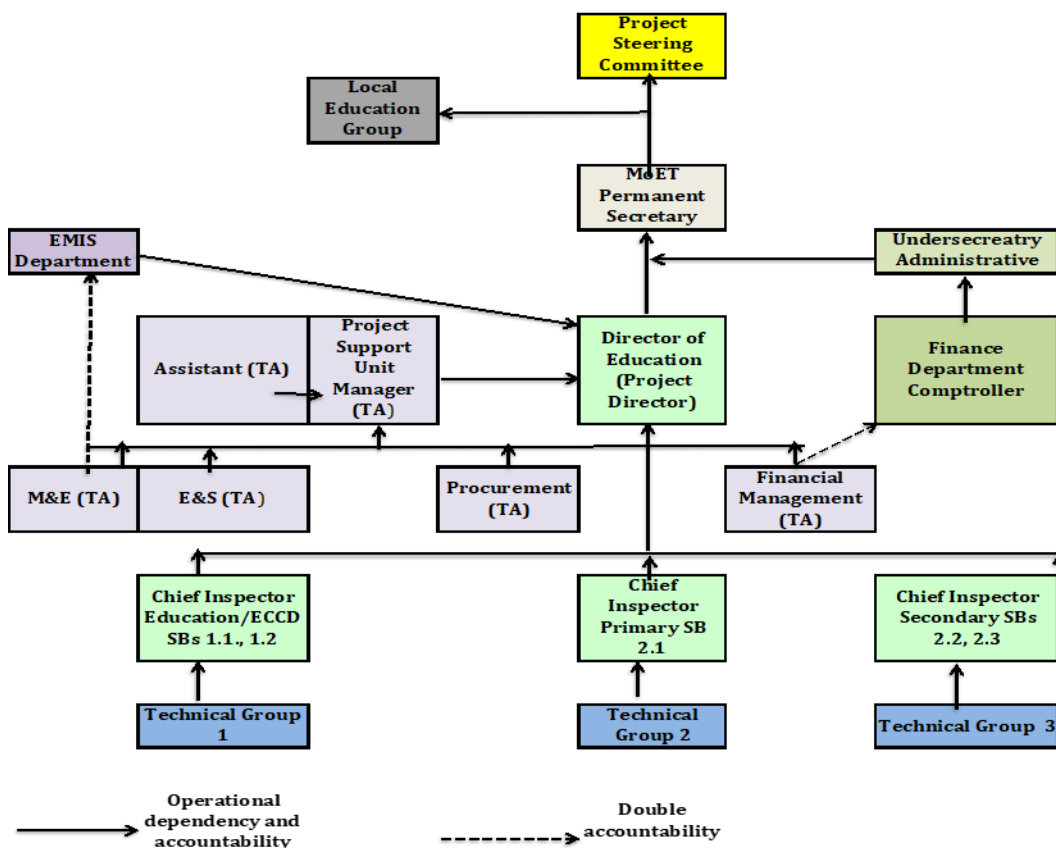 Project
Steering
Committee
Local
Education
Group
MoET
Permanent
Secretary
EMIS
Department
Undersecreatry
Administrative
Assistant (TA)
Project
Support
Unit
Manager
(TA)
Director of
Education
(Project
Director)
Finance
Department
Comptroller
M&E (TA)
E&S (TA)
Procurement
(TA)
Financial
Management
(TA)
Chief Inspector
Education/ECCD
SBs 1.1., 1.2
Chief
Inspector
Primary SB
2.1
Chief Inspector
Secondary SBs
2.2, 2.3
Technical Group
1
Technical
Group 2
Technical Group 3
Operational
dependency and
accountability
Double
accountability